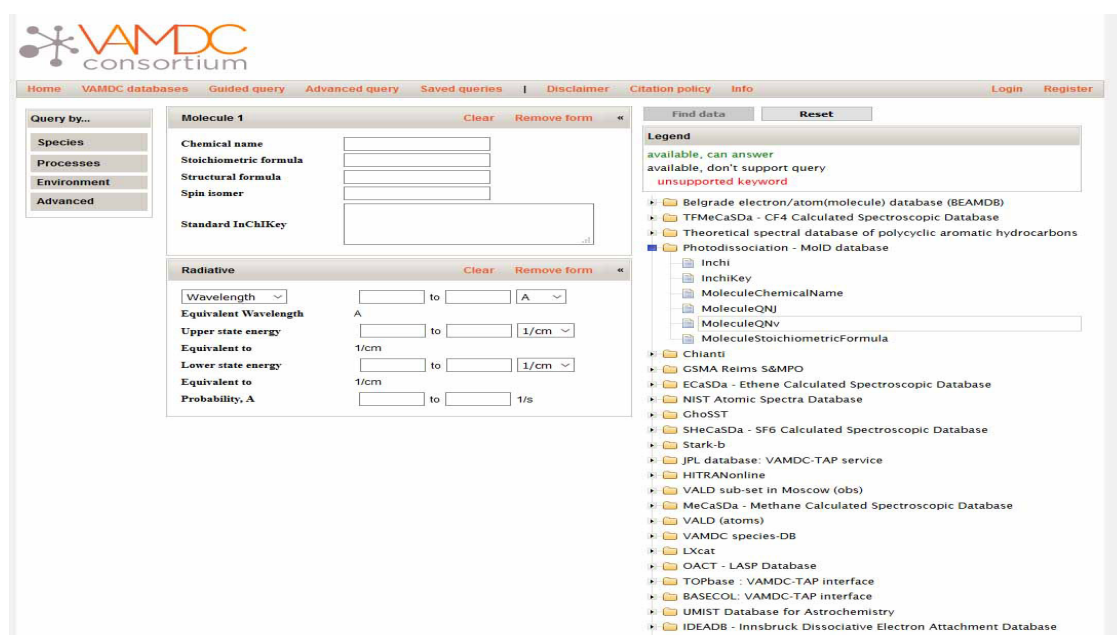 VAMDC
consortium
Home VAMDC databases Guided query Advanced query Saved queries | Disclaimer Citation policy Info Login Register
Query by...
Species
Processes
Environment
Advanced
Molecule 1 Clear Remove form «
Chemical name
Stoichiometric formula
Structural formula
Spin isomer
Standard InChIKey
Radiative Clear Remove form «
Wavelength to A
Equivalent Wavelength A
Upper state energy to 1/cm
Equivalent to 1/cm
Lower state energy to 1/cm
Equivalent to 1/cm
Probability, A to 1/s
Find data Reset
Legend
available, can answer
available, don't support query
unsupported keyword
Belgrade electron/atom(molecule) database (BEAMDB)
TFMeCaSDa - CF4 Calculated Spectroscopic Database
Theoretical spectral database of polycyclic aromatic hydrocarbons
Photodissociation - MolD database
Inchi
InchiKey
MoleculeChemicalName
MoleculeQNJ
MoleculeQNv
MoleculeStoichiometricFormula
Chianti
GSMA Reims S&MPO
ECaSDa - Ethene Calculated Spectroscopic Database
NIST Atomic Spectra Database
GhoSST
SHeCaSDa - SF6 Calculated Spectroscopic Database
Stark-b
JPL database: VAMDC-TAP service
HITRANonline
VALD sub-set in Moscow (obs)
MeCaSDa - Methane Calculated Spectroscopic Database
VALD (atoms)
VAMDC species-DB
LXcat
OACT - LASP Database
TOPbase : VAMDC-TAP interface
BASECOL: VAMDC-TAP interface
UMIST Database for Astrochemistry
IDEADB - Innsbruck Dissociative Electron Attachment Database